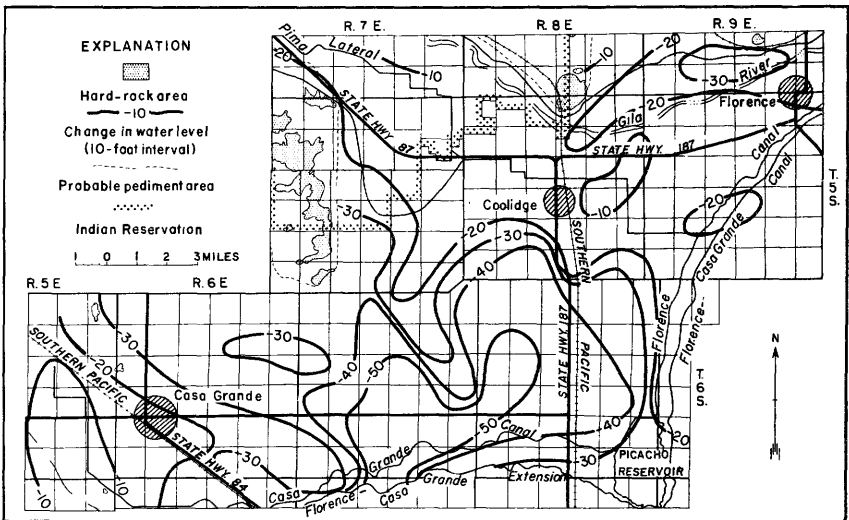 R. 7 E.
R. 8 E
R. 9 E.
EXPLANATION
Hard-rock area
-10
Change in water level
(10-foot interval)
Probable pediment area
Indian Reservation
1 0 1 2 3 MILES
R. 5 E
R. 6 E
Pima Lateral
-20
-10
STATE HWY. 87
-10
-20
-30
River
Gila
-20
Florence
STATE HWY. 187
Canal
Canal
T.
5
S.
-30
Coolidge
-10
-20
-20
-30
-40
SOUTHERN
Casa Grande
Florence
Florence-
-30
-20
-30
SOUTHERN PACIFIC
Casa Grande
-40
-50
STATE HWY 187
PACIFIC
N
T.
6
S.
-50
Canal
-40
-20
PICACHO
RESERVOIR
-30
-30
STATE HWY 84
-10
-10
Casa Grande
Florence-Casa Grande Extension